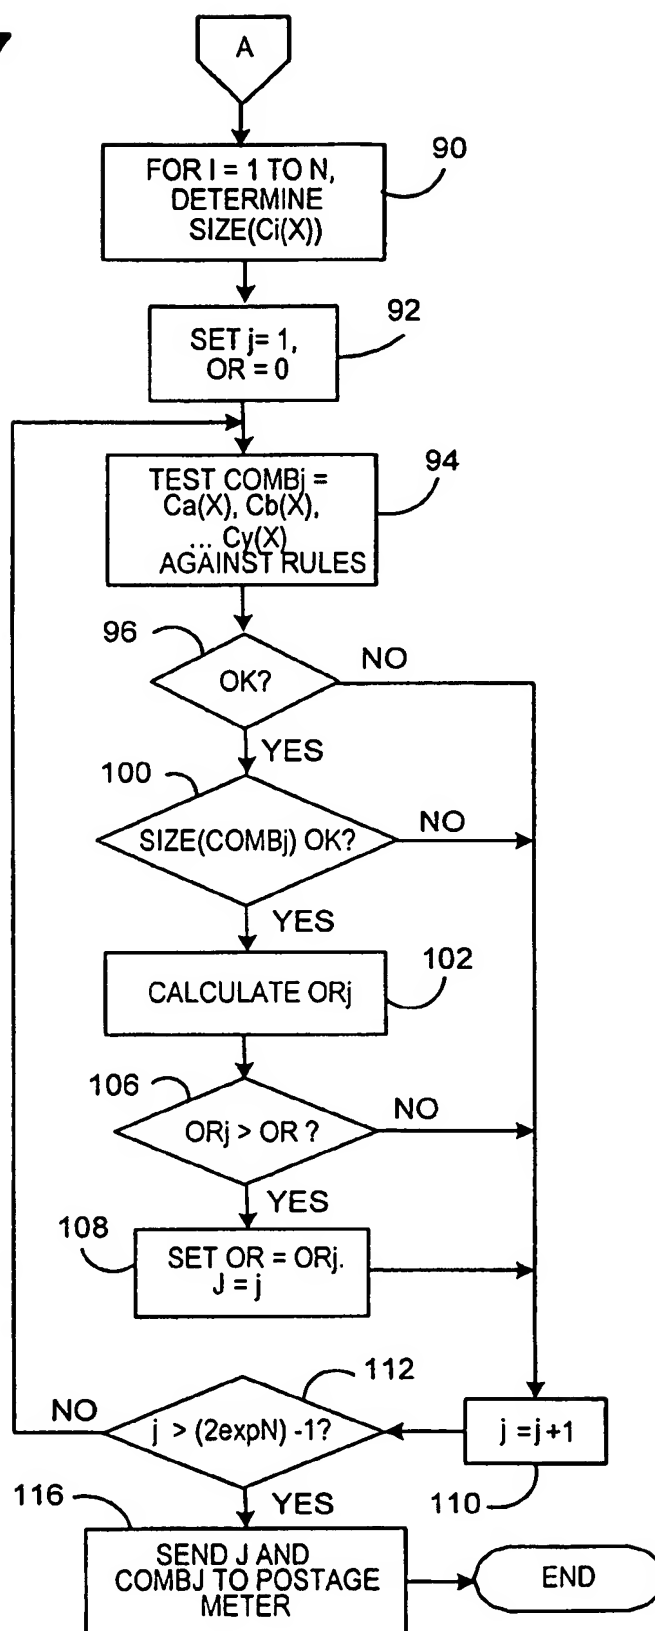 A
FOR I = 1 TO N,
DETERMINE
SIZE(Ci(X))
90
SET j= 1,
OR = 0
92
TEST COMBj =
Ca(X), Cb(X),
... Cy(X)
AGAINST RULES
94
96
OK?
NO
YES
100
SIZE(COMBj) OK?
NO
YES
CALCULATE ORj
102
106
ORj > OR ?
NO
YES
108
SET OR = ORj.
J = j
112
NO
j > (2expN) -1?
j =j+1
110
YES
116
SEND J AND
COMBJ TO POSTAGE
METER
END